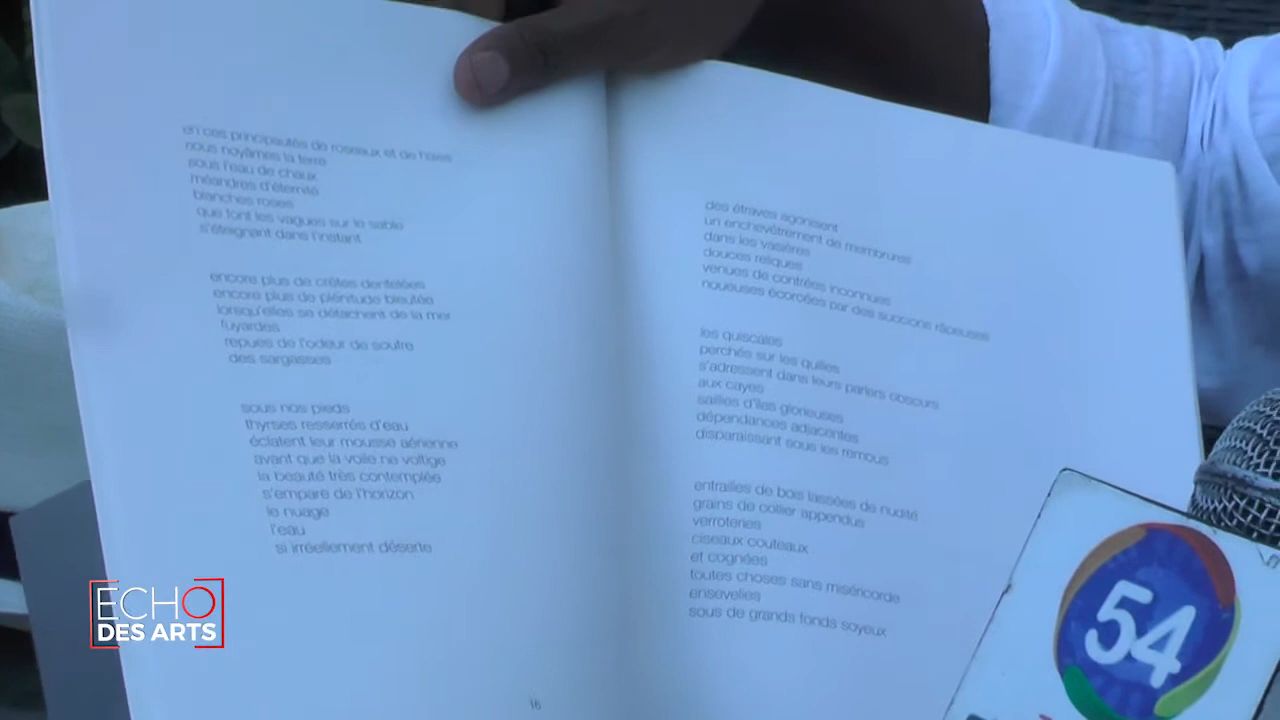 en ces principautés de roseaux et de haies
nous noyâmes la terre
sous l'eau de chaux
méandres d'éternité
blanches roses
que font les vagues sur le sable
s'éteignant dans l'instant
encore plus de crêtes dentelées
encore plus de plénitude bleutée
lorsqu'elles se détachent de la mer
fuyardes
repues de l'odeur de soufre
des sargasses
sous nos pieds
thyrses resserrés d'eau
éclatent leur mousse aérienne
avant que la voile ne voltige
la beauté très contemplée
s'empare de l'horizon
le nuage
l'eau
si irréellement déserte
16
des étraves agonisent
un enchevêtrement de membrures
dans les vasières
douces reliques
venues de contrées inconnues
noueuses écorcées par des succions râpeuses
les quiscales
perchés sur les quilles
s'adressent dans leurs parlers obscurs
aux cayes
saillies d'îles glorieuses
dépendances adjacentes
disparaissant sous les remous
entrailles de bois lassées de nudité
grains de collier appendus
verroteries
ciseaux couteaux
et cognées
toutes choses sans miséricorde
ensevelies
sous de grands fonds soyeux
ECHO
DES ARTS
54